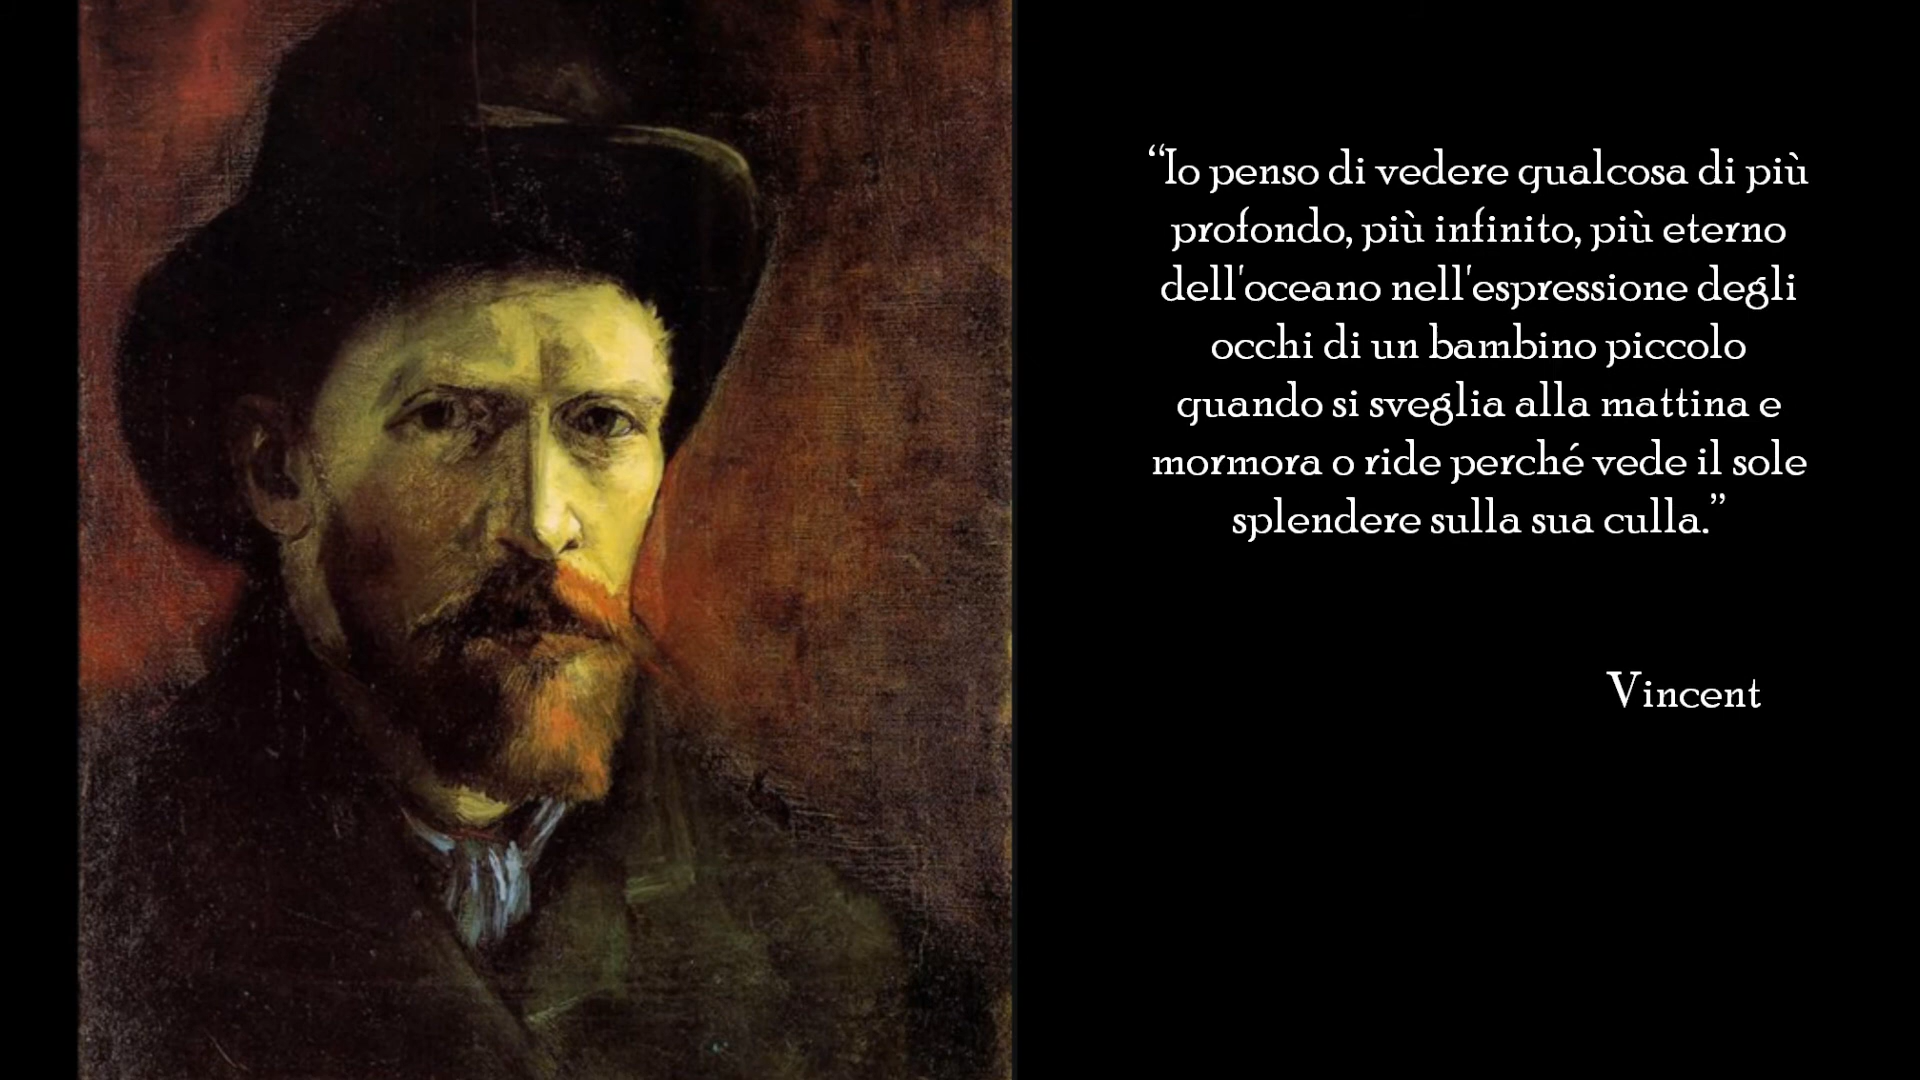 “Io penso di vedere qualcosa di più
profondo, più infinito, più eterno
dell'oceano nell'espressione degli
occhi di un bambino piccolo
quando si sveglia alla mattina e
mormora o ride perché vede il sole
splendere sulla sua culla.”
Vincent